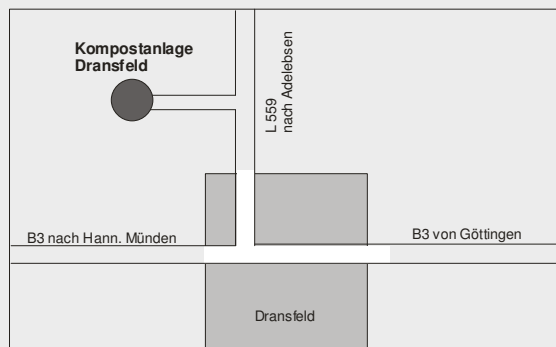 Kompostanlage
Dransfeld
L 559
nach Adelebsen
B3 nach Hann. Münden
B3 von Göttingen
Dransfeld